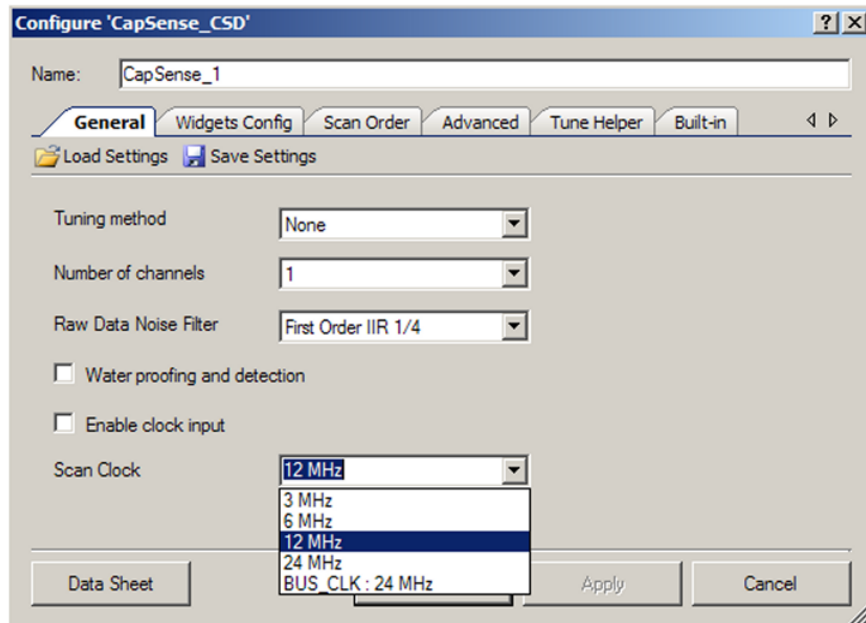 Configure 'CapSense_CSD'
Name: CapSense_1
General Widgets Config Scan Order Advanced Tune Helper Built-in
Load Settings Save Settings
Tuning method None
Number of channels 1
Raw Data Noise Filter First Order IIR 1/4
Water proofing and detection
Enable clock input
Scan Clock 12 MHz
3 MHz
6 MHz
12 MHz
24 MHz
BUS_CLK : 24 MHz
Data Sheet Apply Cancel